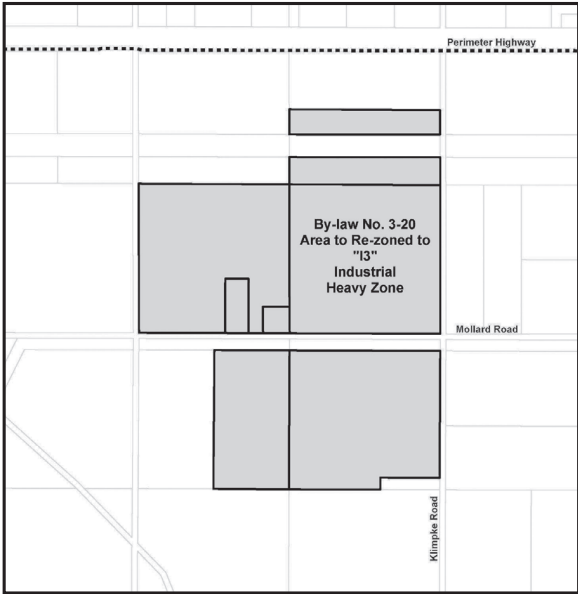 Perimeter Highway
By-law No. 3-20
Area to Re-zoned to
"I3"
Industrial
Heavy Zone
Mollard Road
Klimpke Road